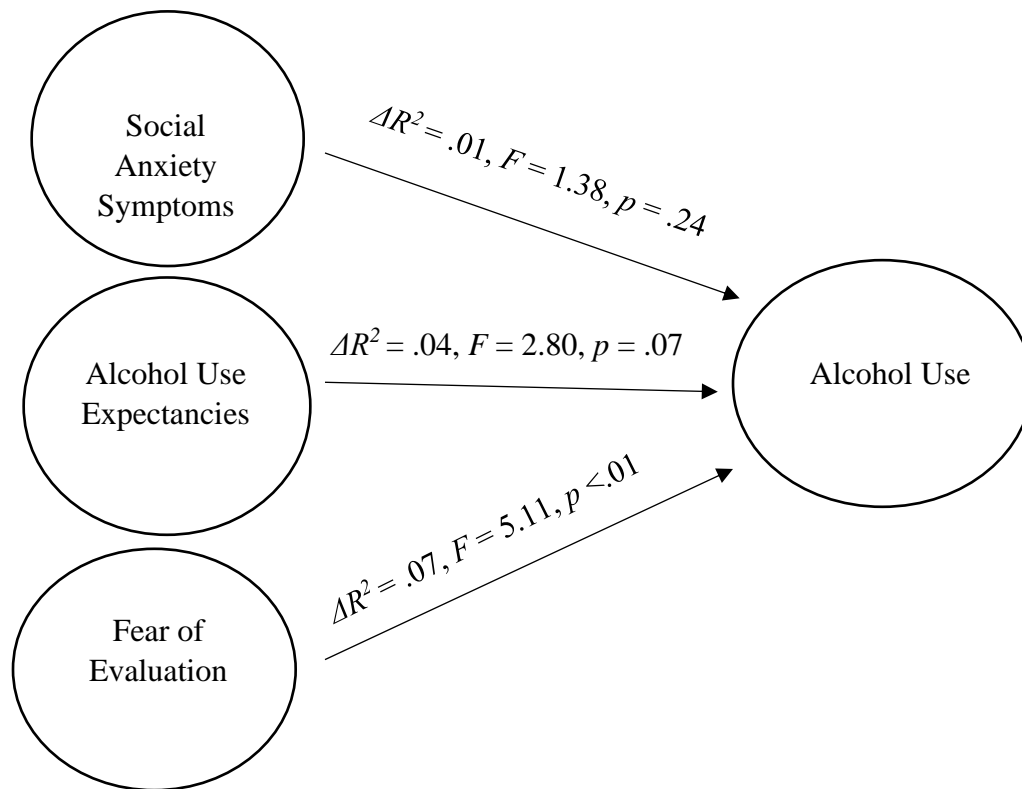 Social
Anxiety
Symptoms
ΔR² = .01, F = 1.38, p = .24
Alcohol Use
Expectancies
ΔR² = .04, F = 2.80, p = .07
Alcohol Use
Fear of
Evaluation
ΔR² = .07, F = 5.11, p <.01